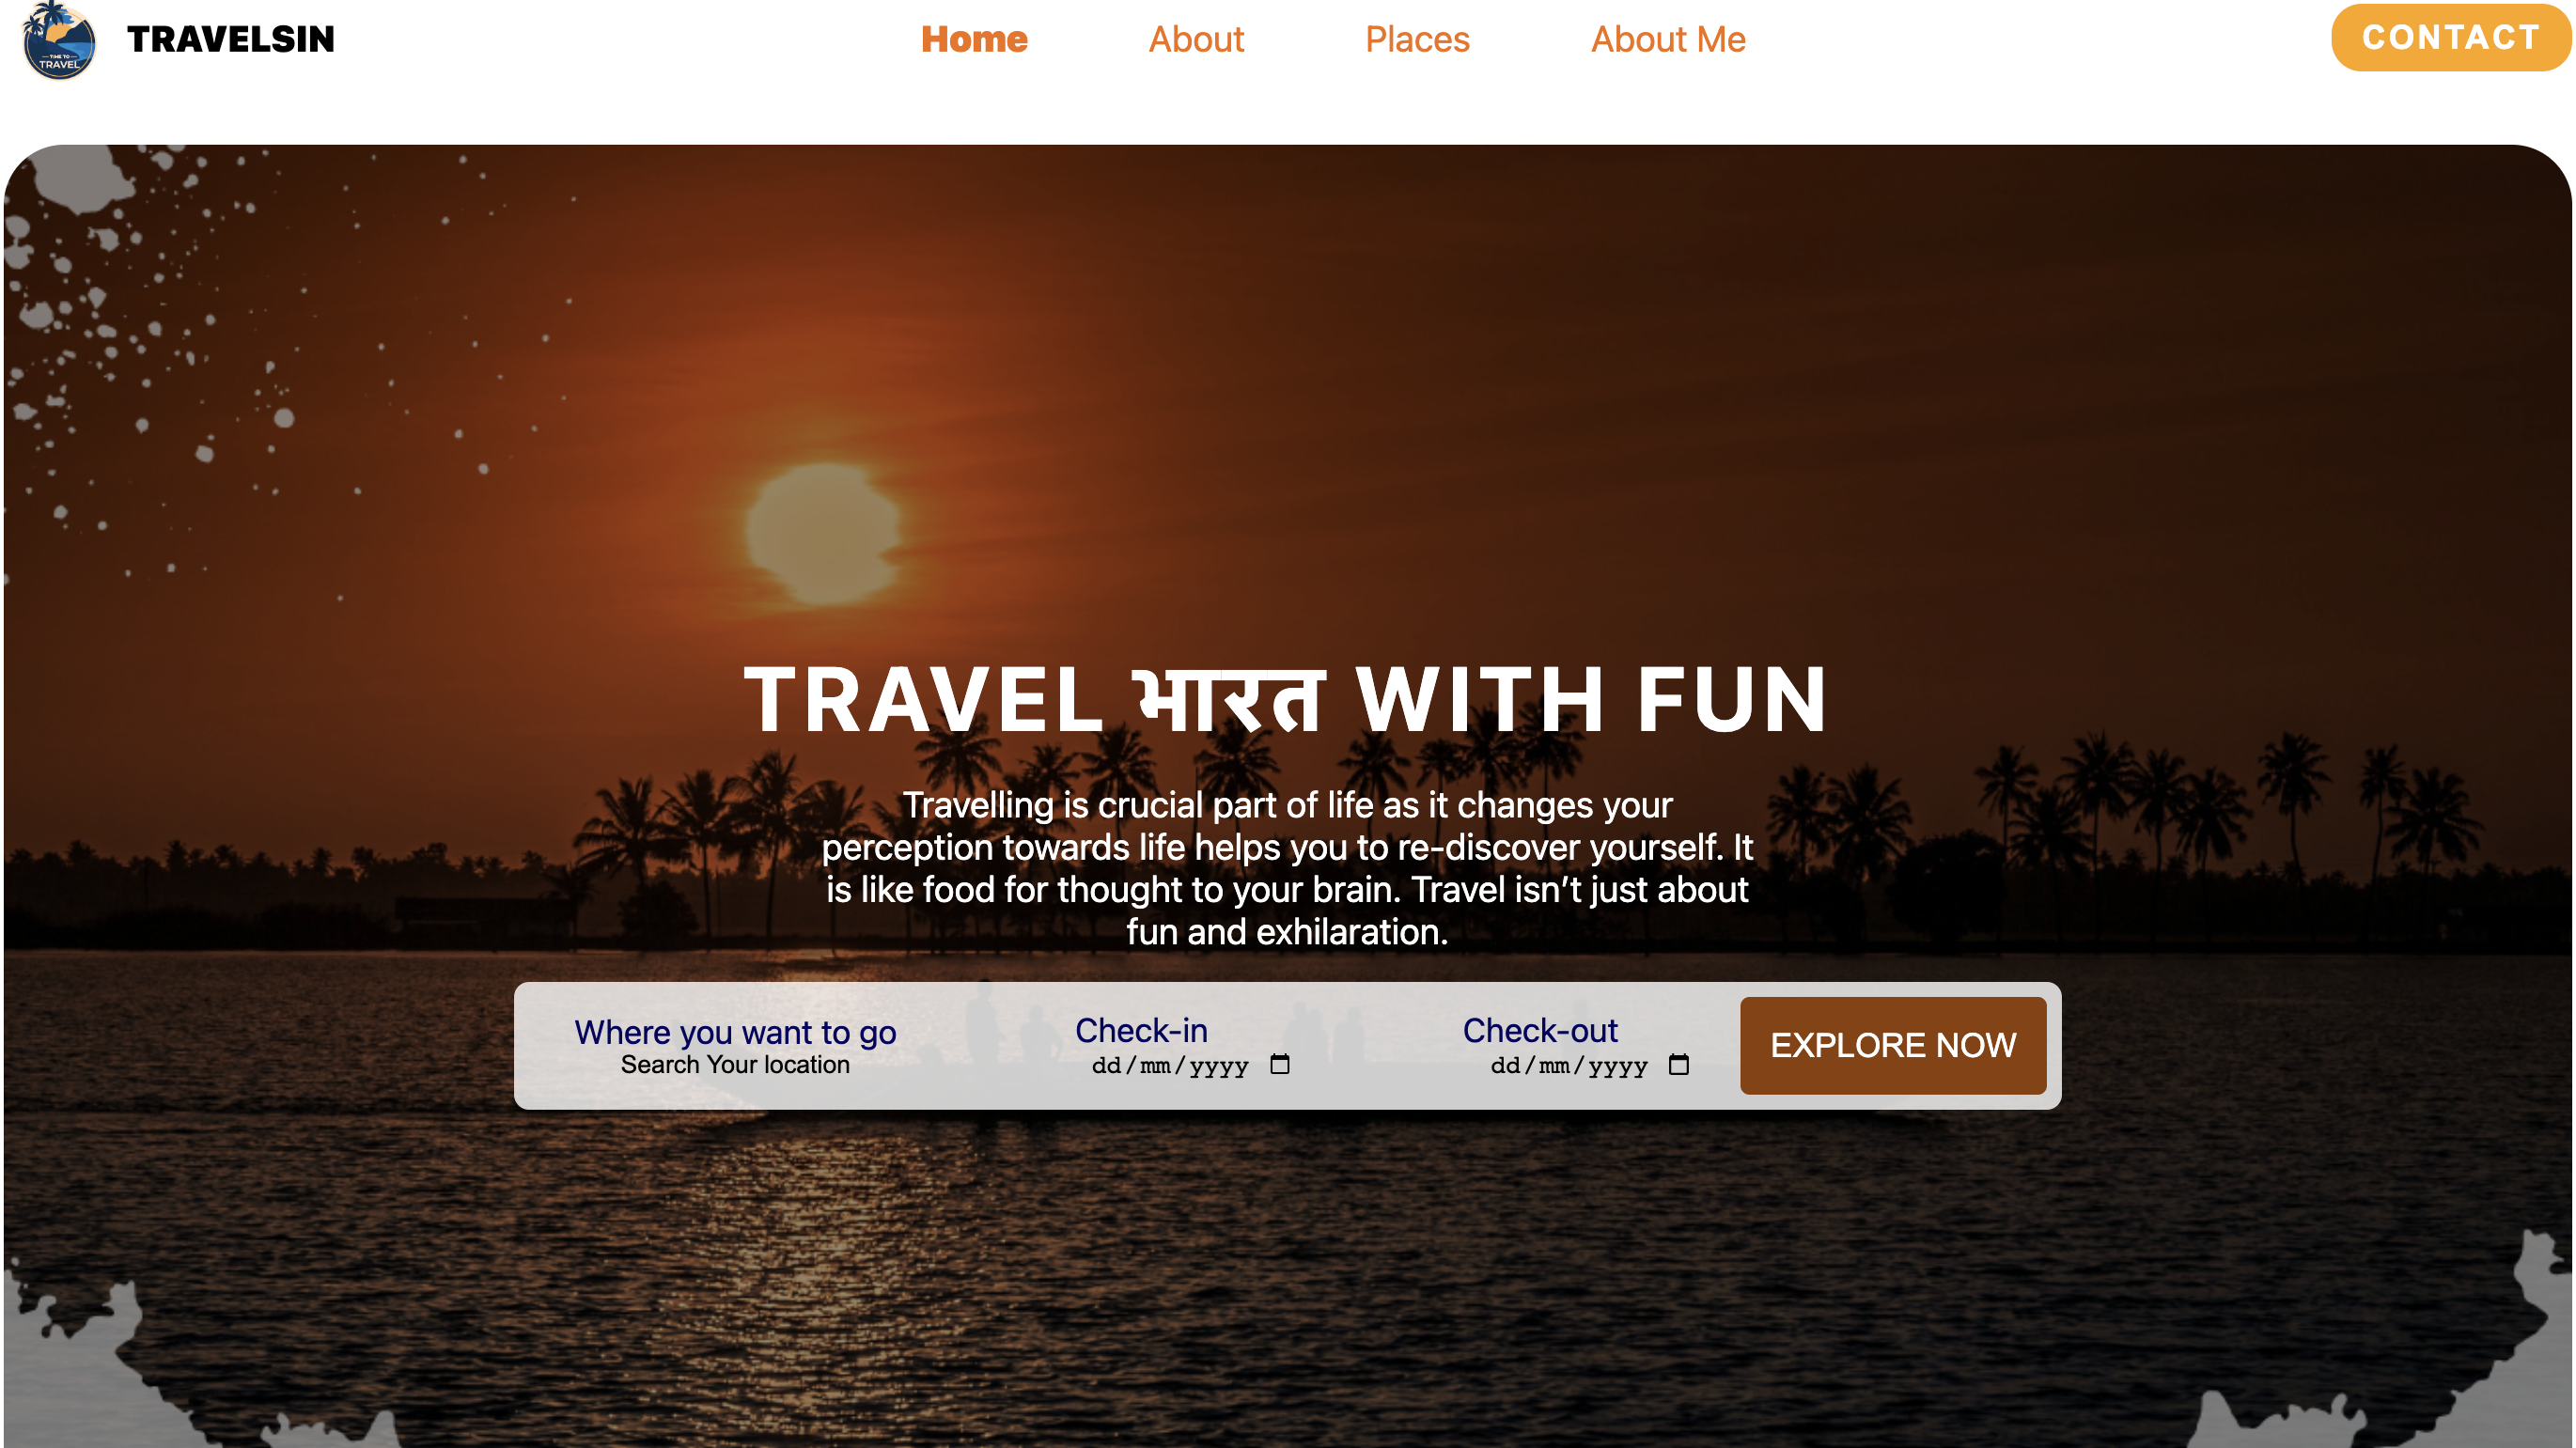 TIME TO
TRAVEL
TRAVELSIN
Home
About
Places
About Me
CONTACT
TRAVEL भारत WITH FUN
Travelling is crucial part of life as it changes your
perception towards life helps you to re-discover yourself. It
is like food for thought to your brain. Travel isn’t just about
fun and exhilaration.
Where you want to go
Search Your location
Check-in
dd/mm/yyyy
Check-out
dd/mm/yyyy
EXPLORE NOW